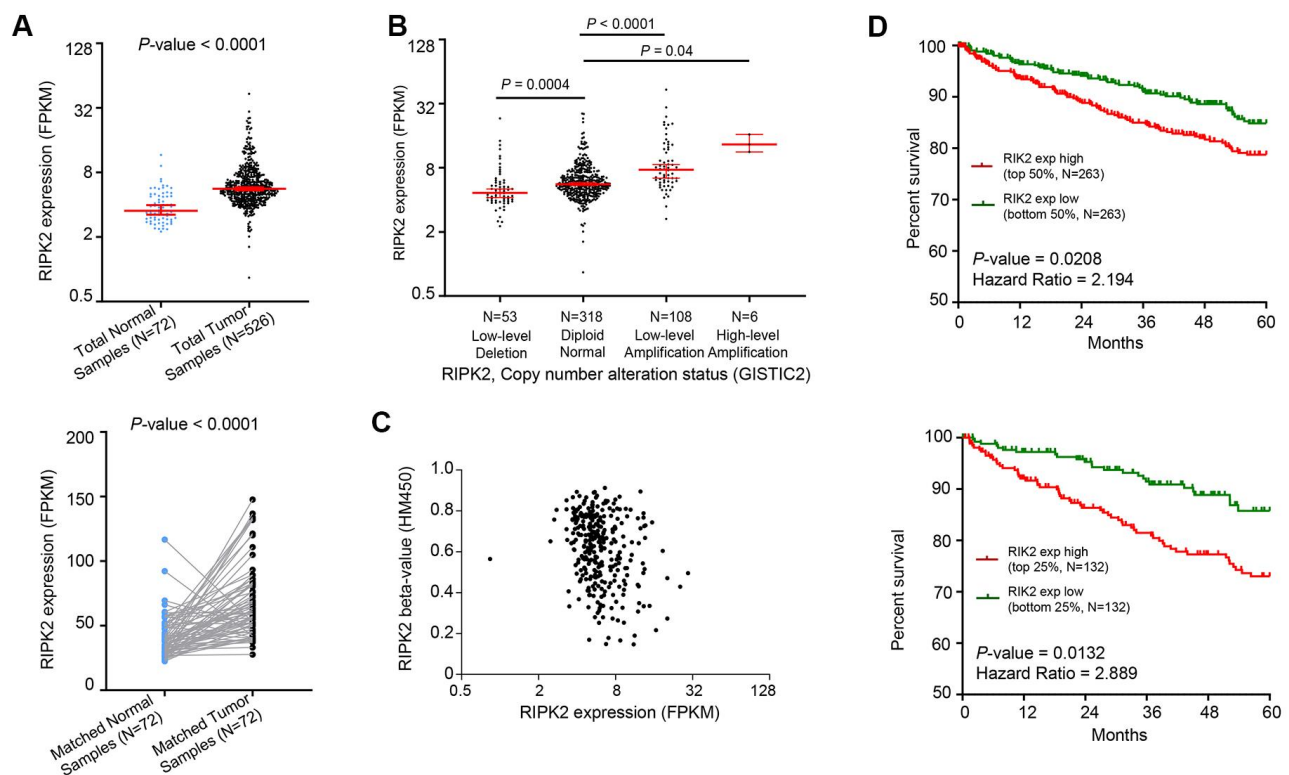 A
P-value < 0.0001
RIPK2 expression (FPKM)
128
32
8
2
0.5
Total Normal
Samples (N=72)
Total Tumor
Samples (N=526)
P-value < 0.0001
RIPK2 expression (FPKM)
200
150
100
50
0
Matched Normal
Samples (N=72)
Matched Tumor
Samples (N=72)
B
P < 0.0001
P = 0.04
P = 0.0004
RIPK2 expression (FPKM)
128
32
8
2
0.5
N=53
Low-level
Deletion
N=318
Diploid
Normal
N=108
Low-level
Amplification
N=6
High-level
Amplification
RIPK2, Copy number alteration status (GISTIC2)
C
RIPK2 beta-value (HM450)
1.0
0.8
0.6
0.4
0.2
0
0.5
2
8
32
128
RIPK2 expression (FPKM)
D
Percent survival
100
90
80
70
60
50
RIK2 exp high
(top 50%, N=263)
RIK2 exp low
(bottom 50%, N=263)
P-value = 0.0208
Hazard Ratio = 2.194
0
12
24
36
48
60
Months
Percent survival
100
90
80
70
60
50
RIK2 exp high
(top 25%, N=132)
RIK2 exp low
(bottom 25%, N=132)
P-value = 0.0132
Hazard Ratio = 2.889
0
12
24
36
48
60
Months